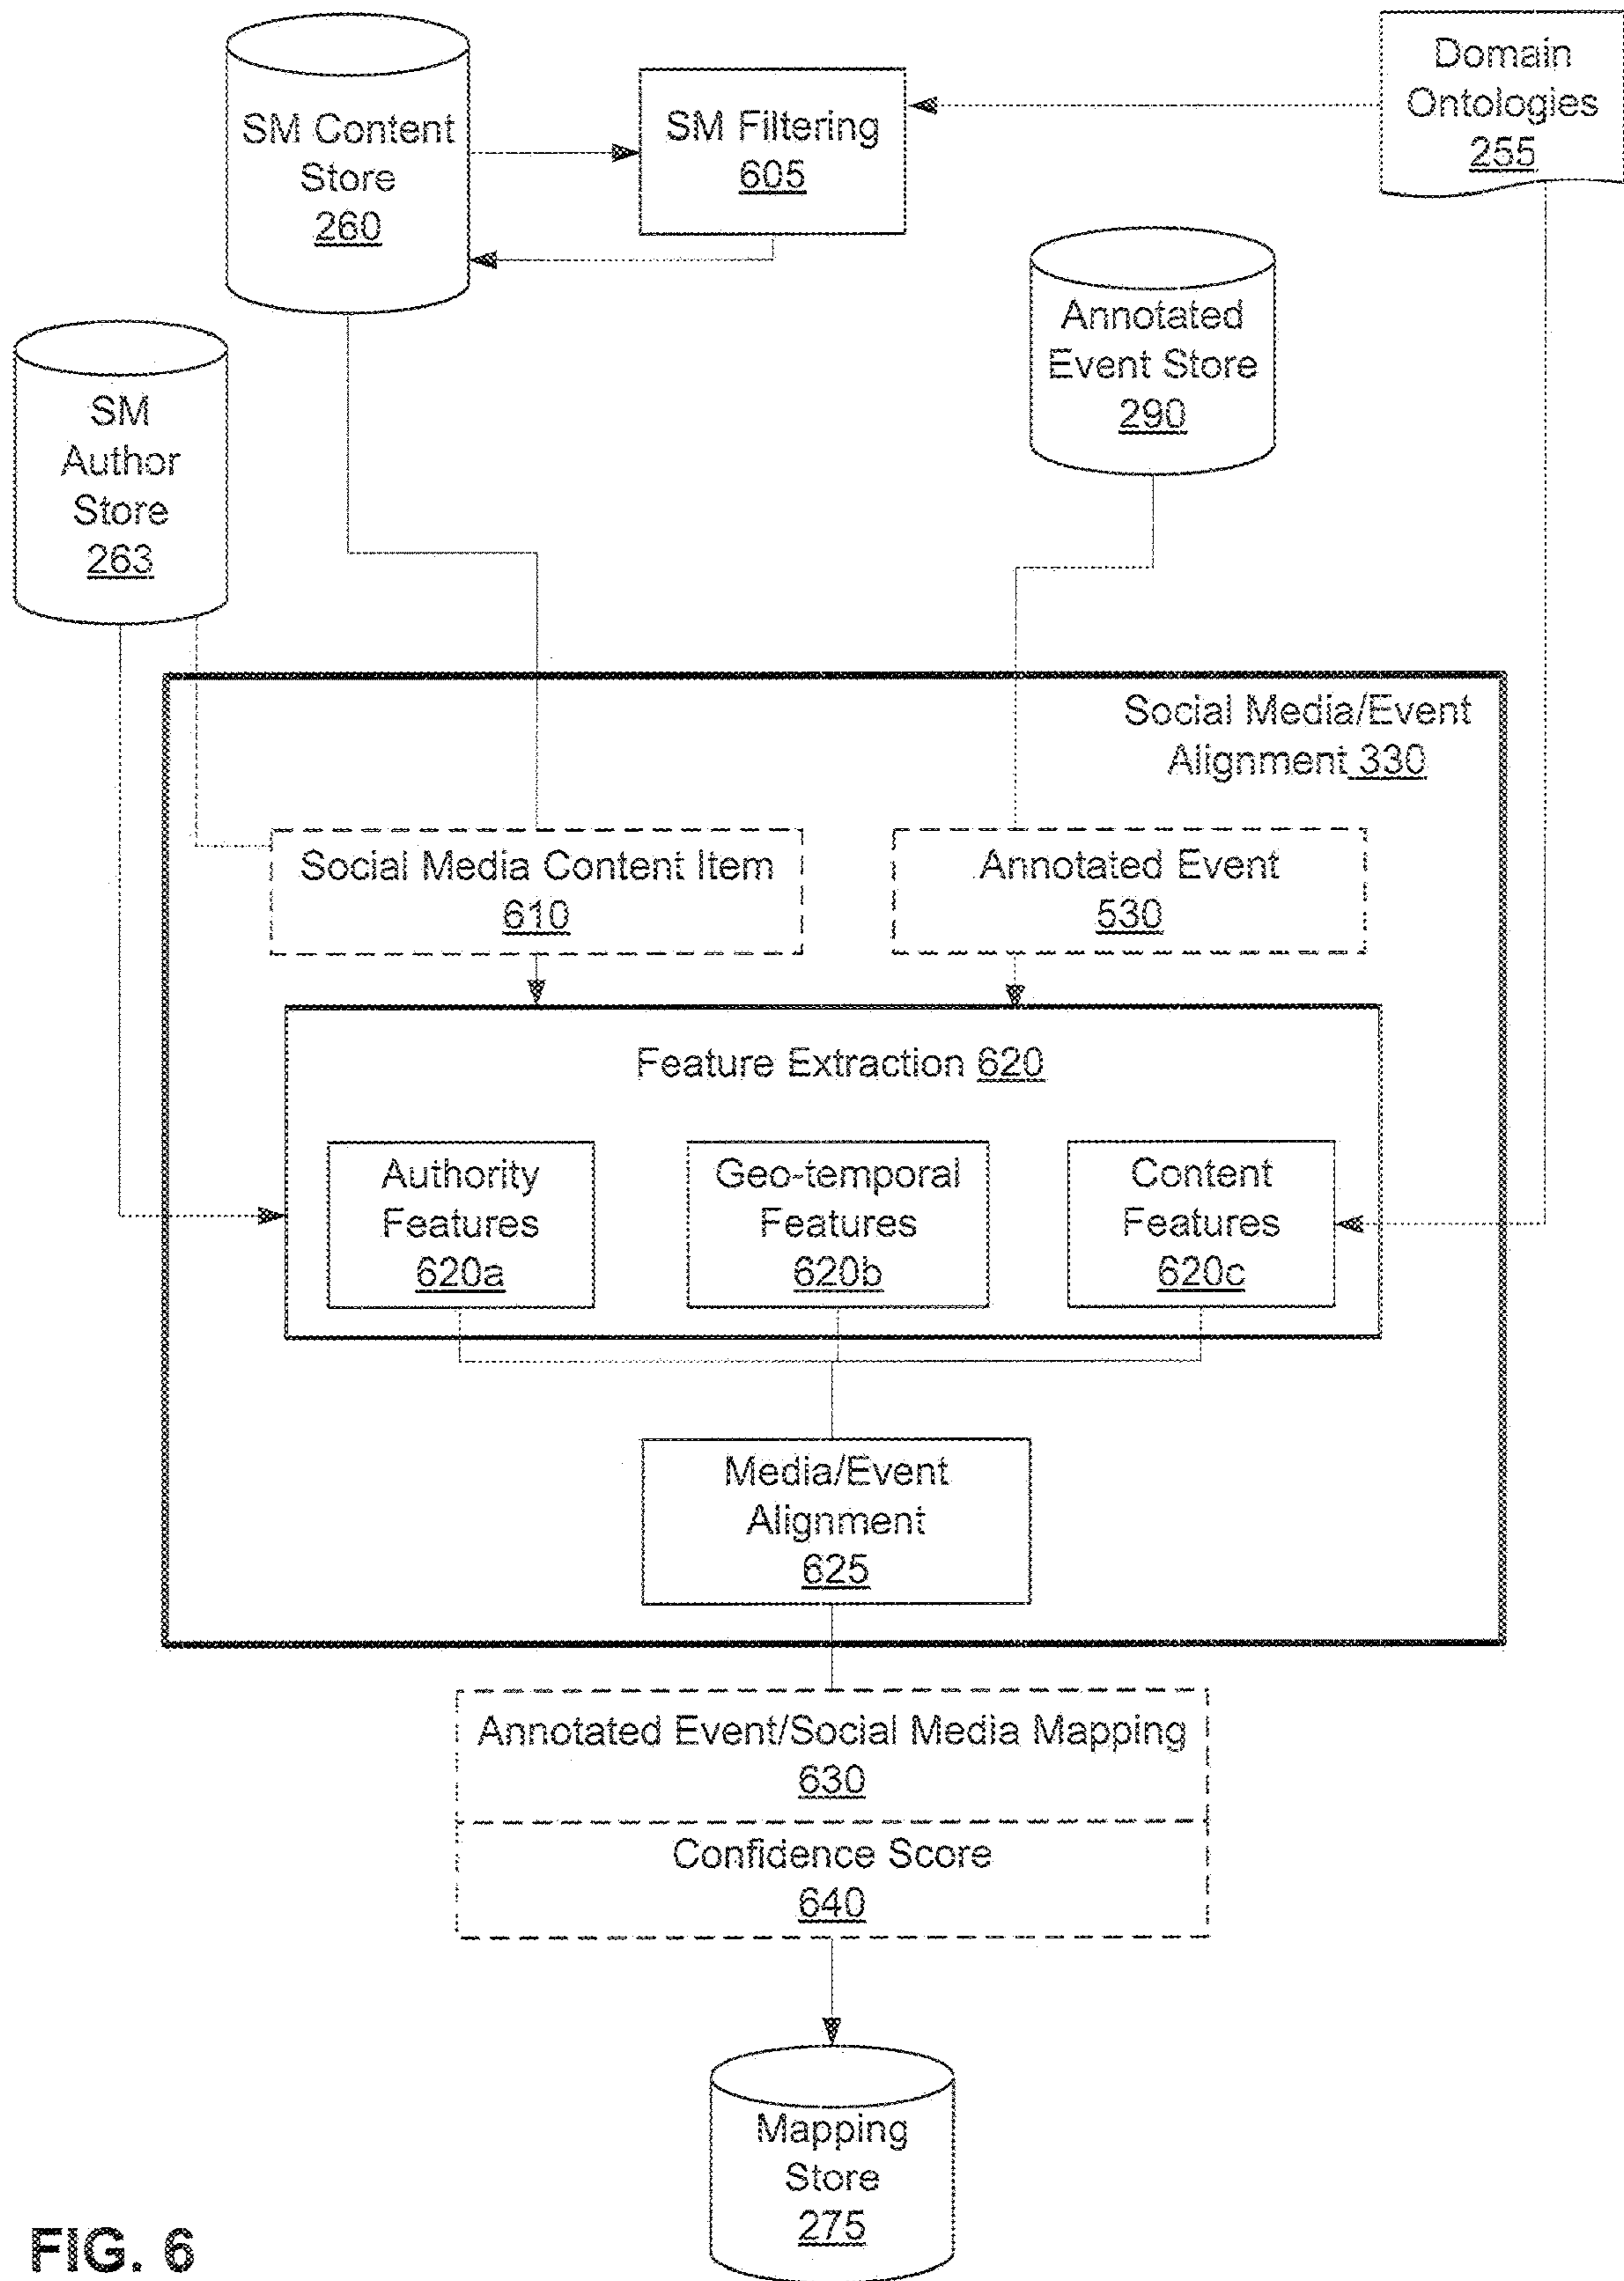 SM Content
Store
260
SM Filtering
605
Domain
Ontologies
255
Annotated
Event Store
290
SM
Author
Store
263
Social Media/Event
Alignment 330
Social Media Content Item
610
Annotated Event
530
Feature Extraction 620
Authority
Features
620a
Geo-temporal
Features
620b
Content
Features
620c
Media/Event
Alignment
625
Annotated Event/Social Media Mapping
630
Confidence Score
640
Mapping
Store
275
FIG. 6